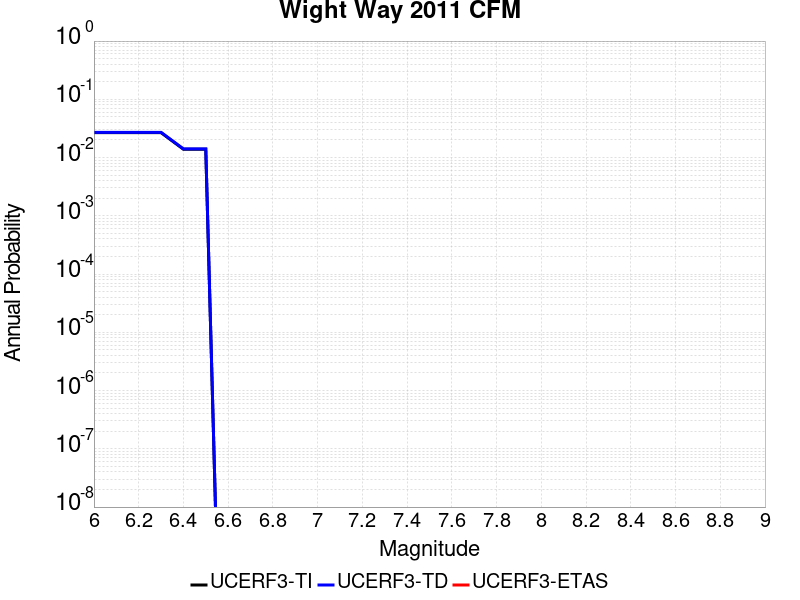 Wight Way 2011 CFM
Annual Probability
10^0
10^-1
10^-2
10^-3
10^-4
10^-5
10^-6
10^-7
10^-8
6 6.2 6.4 6.6 6.8 7 7.2 7.4 7.6 7.8 8 8.2 8.4 8.6 8.8 9
Magnitude
UCERF3-TI UCERF3-TD UCERF3-ETAS